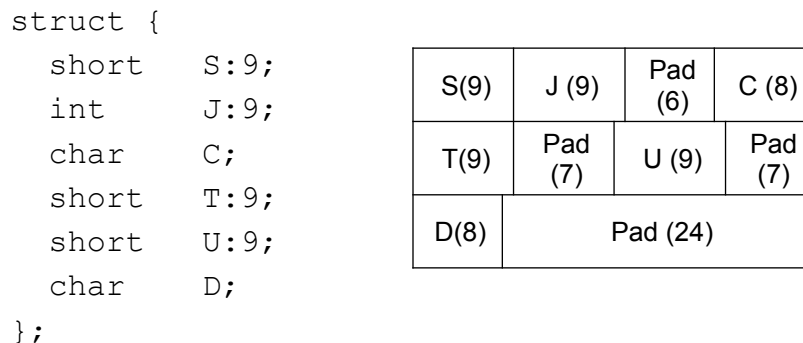 struct {
short S:9;
int J:9;
char C;
short T:9;
short U:9;
char D;
};
S(9) J (9) Pad (6) C (8)
T(9) Pad (7) U (9) Pad (7)
D(8) Pad (24)